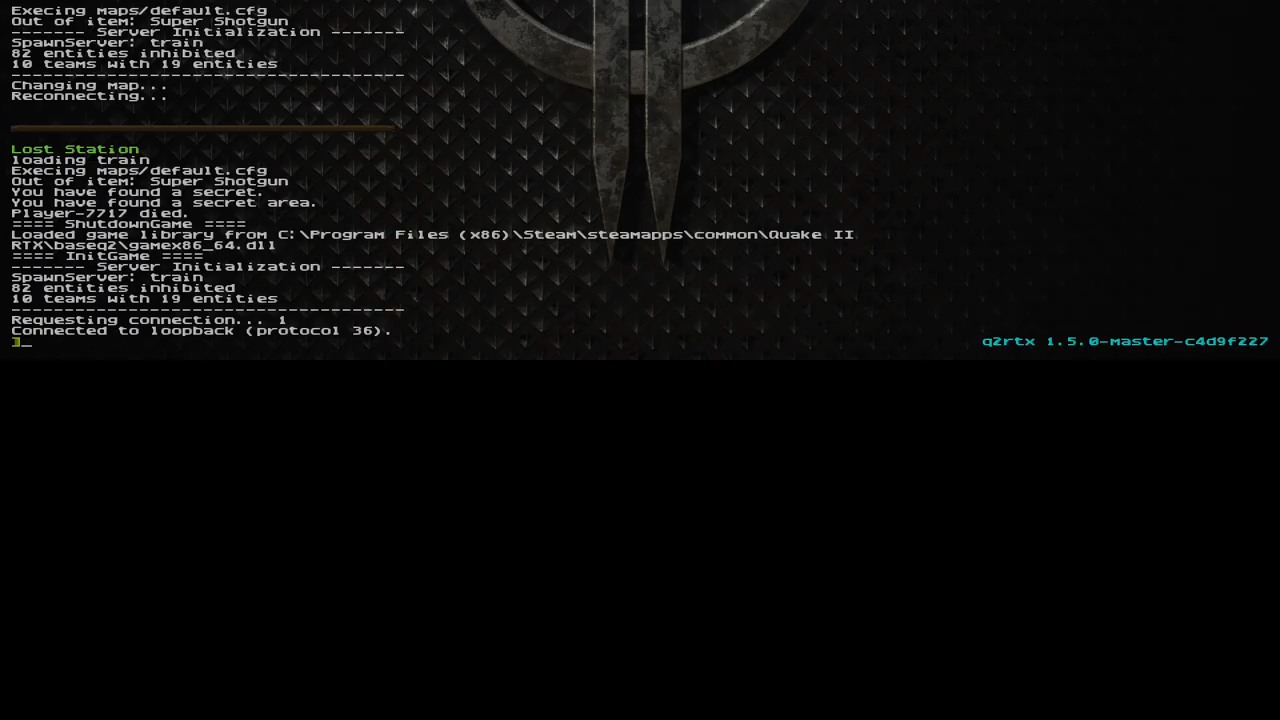 Execing maps/default.cfg
Out of item: Super Shotgun
------- Server Initialization -------
SpawnServer: train
82 entities inhibited
10 teams with 19 entities
-------------------------------------
Changing map...
Reconnecting...
Lost Station
loading train
Execing maps/default.cfg
Out of item: Super Shotgun
You have found a secret.
You have found a secret area.
Player-7717 died.
==== ShutdownGame ====
Loaded game library from C:\Program Files (x86)\Steam\steamapps\common\Quake II
RTX\baseq2\gamex86_64.dll
==== InitGame ====
------- Server Initialization -------
SpawnServer: train
82 entities inhibited
10 teams with 19 entities
-------------------------------------
Requesting connection... 1
Connected to loopback (protocol 36).
]_
q2rtx 1.5.0-master-c4d9f227